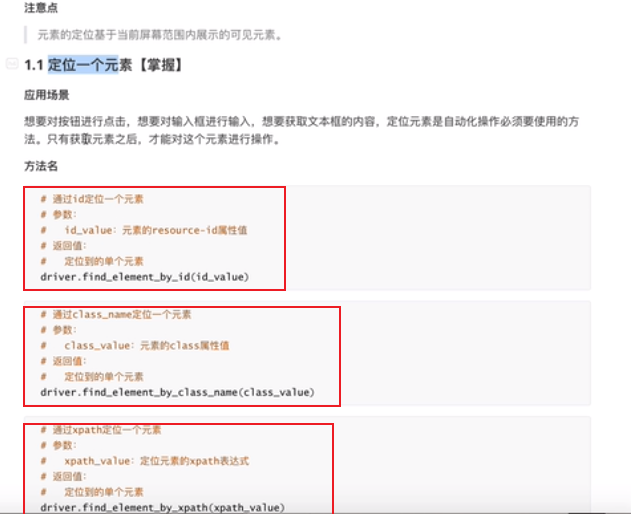 注意点
元素的定位基于当前屏幕范围内展示的可见元素。
1.1 定位一个元素【掌握】
应用场景
想要对按钮进行点击，想要对输入框进行输入，想要获取文本框的内容，定位元素是自动化操作必须要使用的方
法。只有获取元素之后，才能对这个元素进行操作。
方法名
# 通过id定位一个元素
# 参数：
#   id_value：元素的resource-id属性值
# 返回值：
#   定位到的单个元素
driver.find_element_by_id(id_value)
# 通过class_name定位一个元素
# 参数：
#   class_value：元素的class属性值
# 返回值：
#   定位到的单个元素
driver.find_element_by_class_name(class_value)
# 通过xpath定位一个元素
# 参数：
#   xpath_value：定位元素的xpath表达式
# 返回值：
#   定位到的单个元素
driver.find_element_by_xpath(xpath_value)